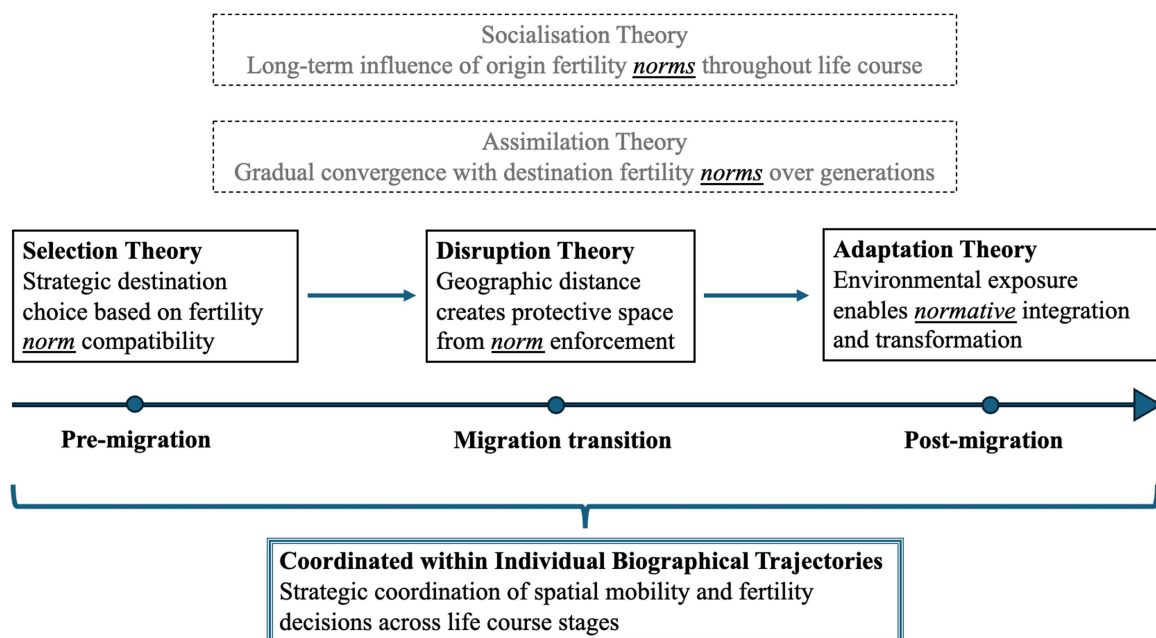 Socialisation Theory
Long-term influence of origin fertility norms throughout life course
Assimilation Theory
Gradual convergence with destination fertility norms over generations
Selection Theory
Strategic destination
choice based on fertility
norm compatibility
Disruption Theory
Geographic distance
creates protective space
from norm enforcement
Adaptation Theory
Environmental exposure
enables normative integration
and transformation
Pre-migration
Migration transition
Post-migration
Coordinated within Individual Biographical Trajectories
Strategic coordination of spatial mobility and fertility
decisions across life course stages